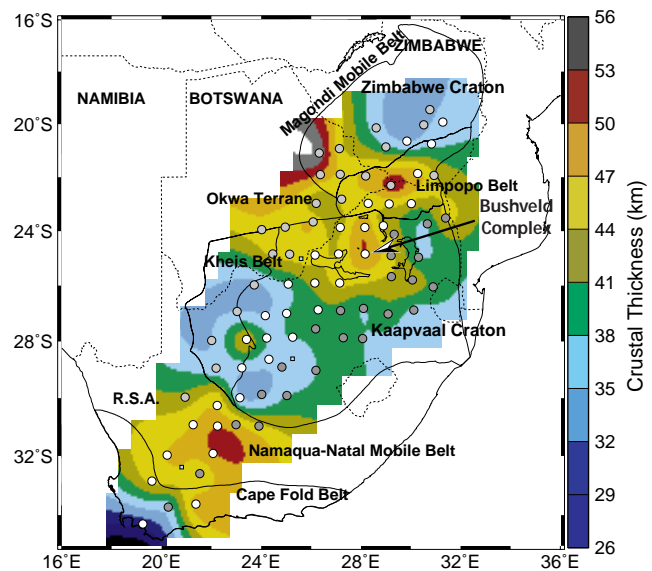 16°S
20°S
24°S
28°S
32°S
16°E
20°E
24°E
28°E
32°E
36°E
NAMIBIA
BOTSWANA
ZIMBABWE
Magondi Mobile Belt
Zimbabwe Craton
Okwa Terrane
Limpopo Belt
Bushveld
Complex
Kheis Belt
Kaapvaal Craton
R.S.A.
Namaqua-Natal Mobile Belt
Cape Fold Belt
56
53
50
47
44
41
38
35
32
29
26
Crustal Thickness (km)